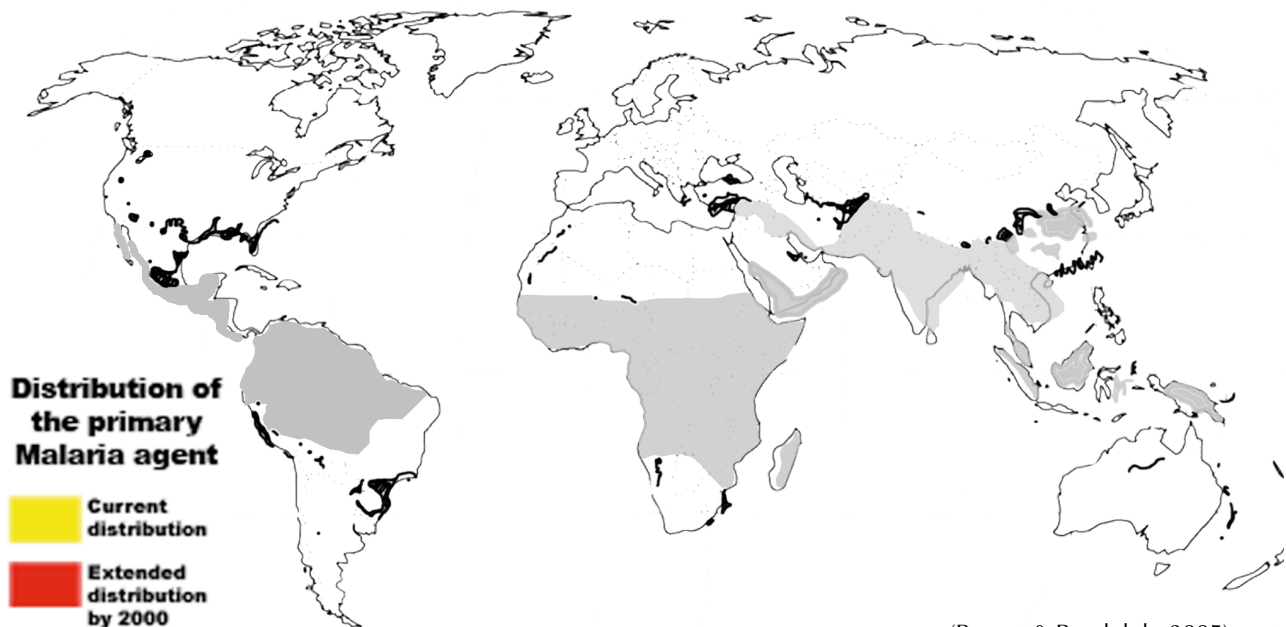 Distribution of
the primary
Malaria agent
Current
distribution
Extended
distribution
by 2000